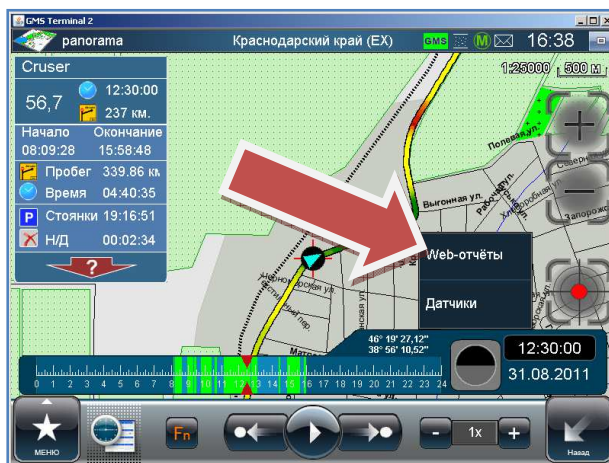 GMS Terminal 2
panorama Краснодарский край (EX) GMS M 16:38
Cruser
1:25000 500 м
56,7 12:30:00
237 км.
Начало Окончание
08:09:28 15:58:48
Пробег 339.86 км
Время 04:40:35
P Стоянки 19:16:51
Н/Д 00:02:34
?
Полевая ул.
Выгонная ул.
Запорожс
Web-отчёты
Датчики
Черноморская ул.
46° 19' 27,12"
38° 56' 10,52"
12:30:00
31.08.2011
0 1 2 3 4 5 6 7 8 9 10 11 12 13 14 15 16 17 18 19 20 21 22 23 24
МЕНЮ
Fn
- 1x +
Назад